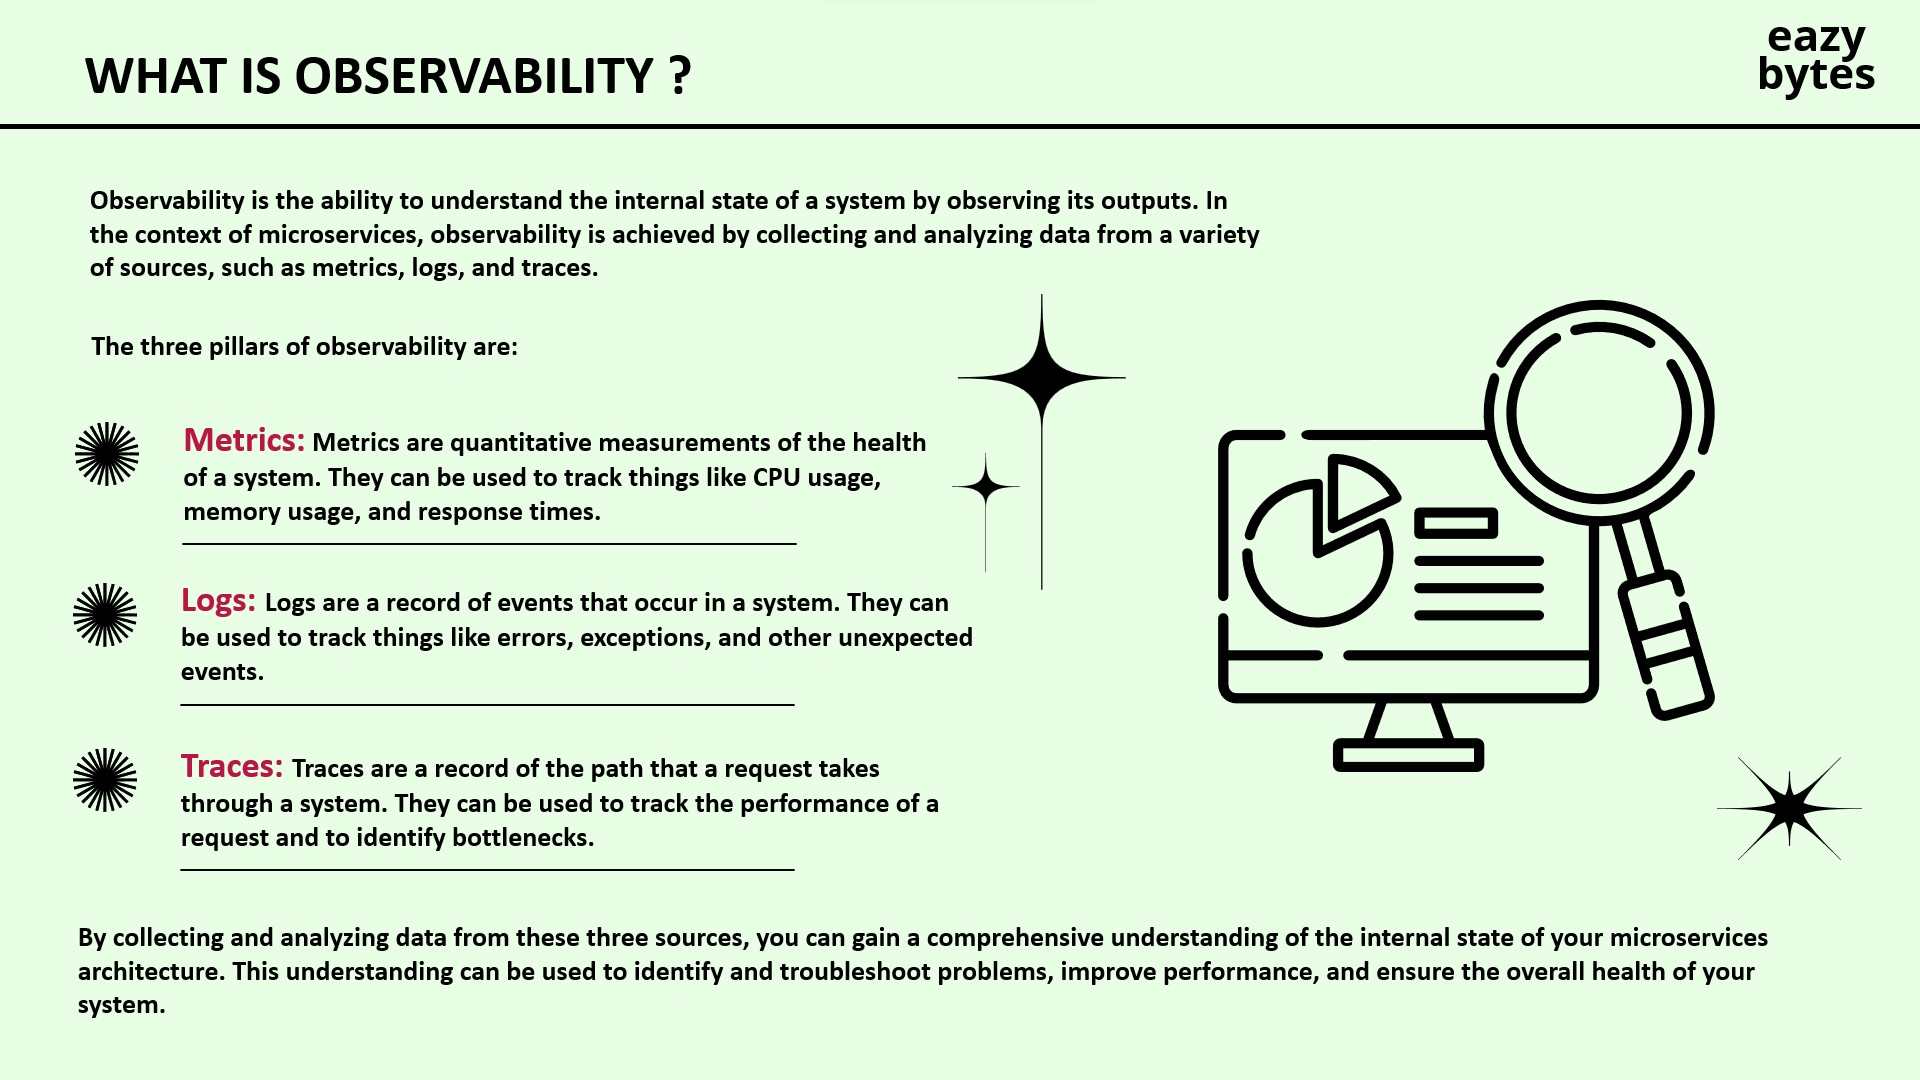 WHAT IS OBSERVABILITY ?
eazy
bytes
Observability is the ability to understand the internal state of a system by observing its outputs. In
the context of microservices, observability is achieved by collecting and analyzing data from a variety
of sources, such as metrics, logs, and traces.
The three pillars of observability are:
Metrics: Metrics are quantitative measurements of the health
of a system. They can be used to track things like CPU usage,
memory usage, and response times.
Logs: Logs are a record of events that occur in a system. They can
be used to track things like errors, exceptions, and other unexpected
events.
Traces: Traces are a record of the path that a request takes
through a system. They can be used to track the performance of a
request and to identify bottlenecks.
By collecting and analyzing data from these three sources, you can gain a comprehensive understanding of the internal state of your microservices
architecture. This understanding can be used to identify and troubleshoot problems, improve performance, and ensure the overall health of your
system.